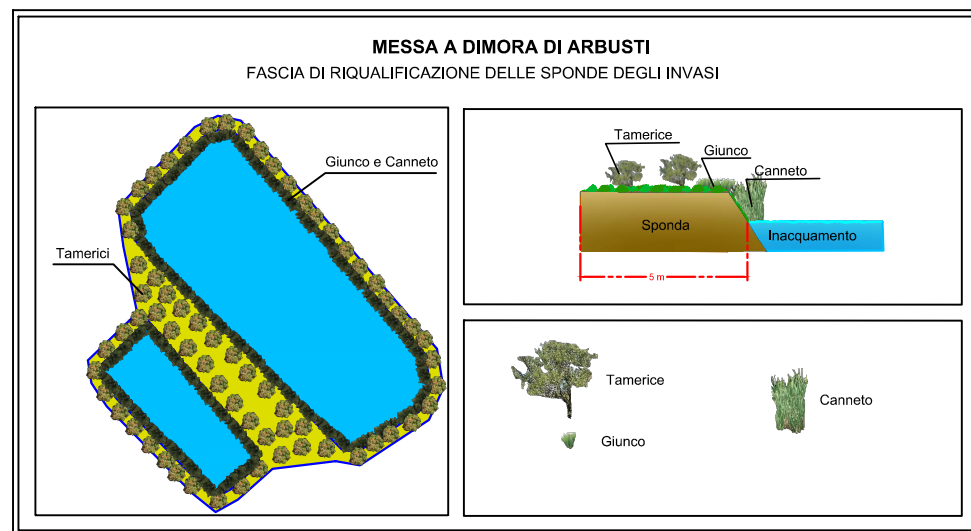 MESSA A DIMORA DI ARBUSTI
FASCIA DI RIQUALIFICAZIONE DELLE SPONDE DEGLI INVASI
Giunco e Canneto
Tamerici
Tamerice
Giunco
Canneto
Sponda
Inacquamento
5 m
Tamerice
Canneto
Giunco